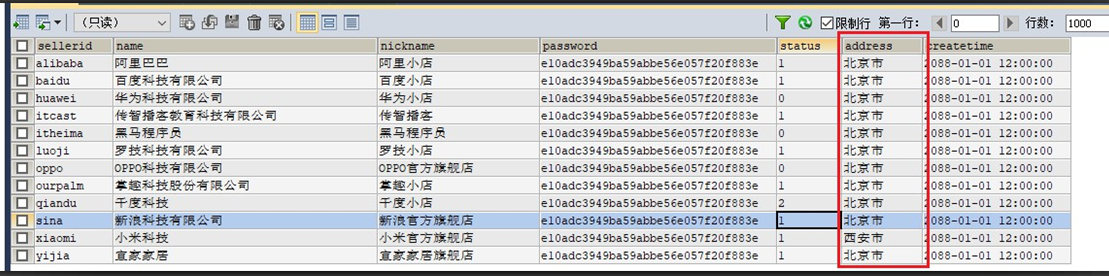 （只读） 限制行 第一行： 0 行数： 1000
sellerid name nickname password status address createtime
alibaba 阿里巴巴 阿里小店 e10adc3949ba59abbe56e057f20f883e 1 北京市 2088-01-01 12:00:00
baidu 百度科技有限公司 百度小店 e10adc3949ba59abbe56e057f20f883e 1 北京市 2088-01-01 12:00:00
huawei 华为科技有限公司 华为小店 e10adc3949ba59abbe56e057f20f883e 0 北京市 2088-01-01 12:00:00
itcast 传智播客教育科技有限公司 传智播客 e10adc3949ba59abbe56e057f20f883e 1 北京市 2088-01-01 12:00:00
itheima 黑马程序员 黑马小店 e10adc3949ba59abbe56e057f20f883e 0 北京市 2088-01-01 12:00:00
luoji 罗技科技有限公司 罗技小店 e10adc3949ba59abbe56e057f20f883e 1 北京市 2088-01-01 12:00:00
oppo OPPO科技有限公司 OPPO官方旗舰店 e10adc3949ba59abbe56e057f20f883e 0 北京市 2088-01-01 12:00:00
ourpalm 掌趣科技股份有限公司 掌趣小店 e10adc3949ba59abbe56e057f20f883e 1 北京市 2088-01-01 12:00:00
qiandu 千度科技 千度小店 e10adc3949ba59abbe56e057f20f883e 2 北京市 2088-01-01 12:00:00
sina 新浪科技有限公司 新浪官方旗舰店 e10adc3949ba59abbe56e057f20f883e 1 北京市 2088-01-01 12:00:00
xiaomi 小米科技 小米官方旗舰店 e10adc3949ba59abbe56e057f20f883e 1 西安市 2088-01-01 12:00:00
yijia 宜家家居 宜家家居旗舰店 e10adc3949ba59abbe56e057f20f883e 1 北京市 2088-01-01 12:00:00